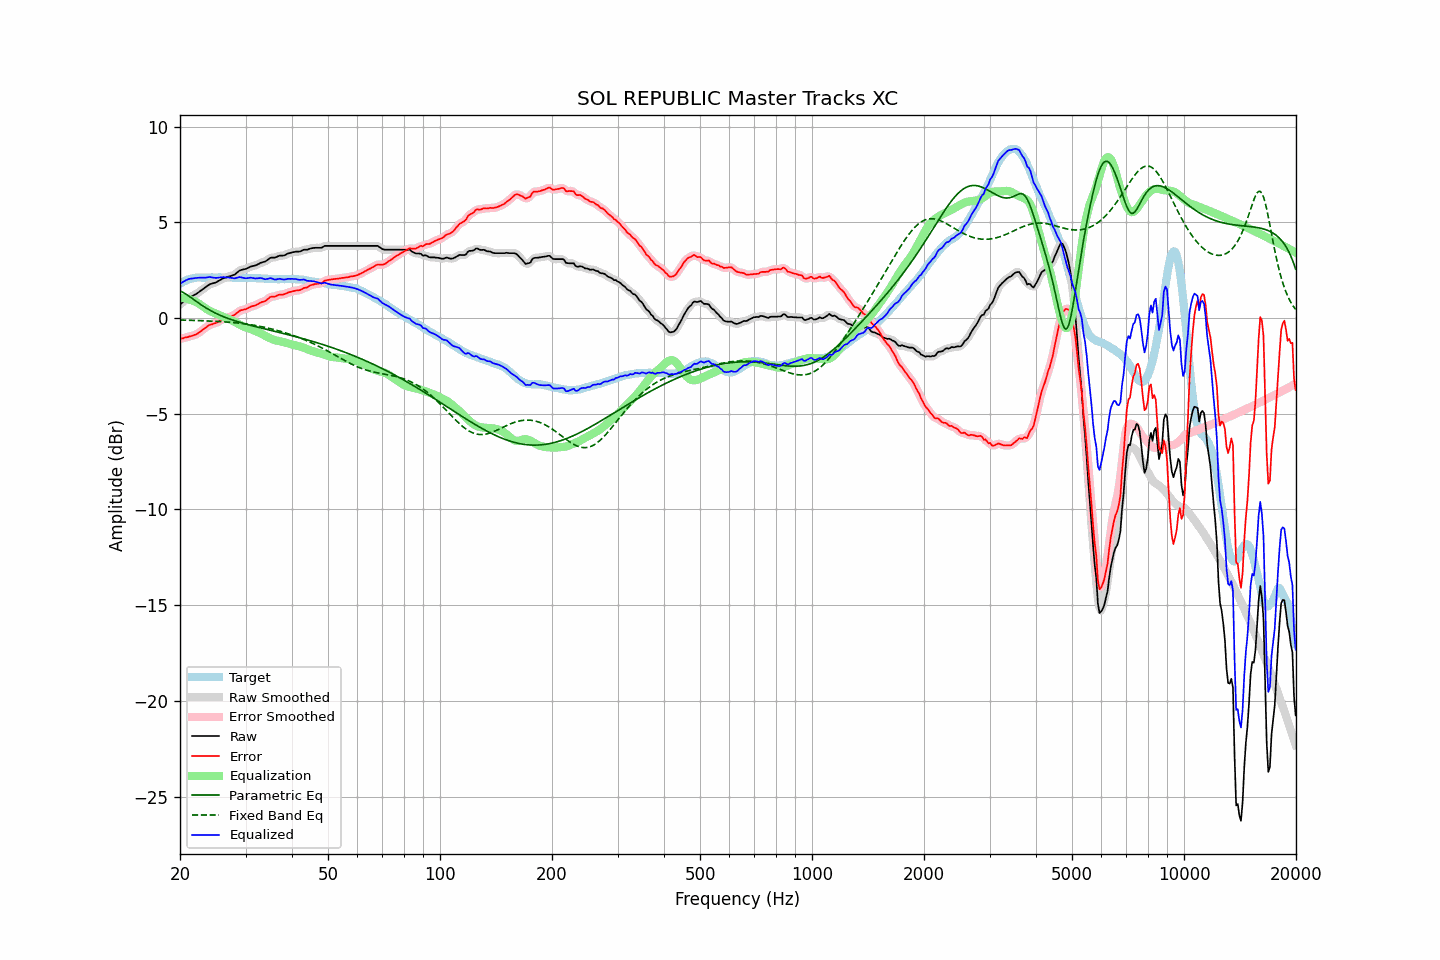 SOL REPUBLIC Master Tracks XC
Amplitude (dBr)
10
5
0
−5
−10
−15
−20
−25
Target
Raw Smoothed
Error Smoothed
Raw
Error
Equalization
Parametric Eq
Fixed Band Eq
Equalized
20 50 100 200 500 1000 2000 5000 10000 20000
Frequency (Hz)